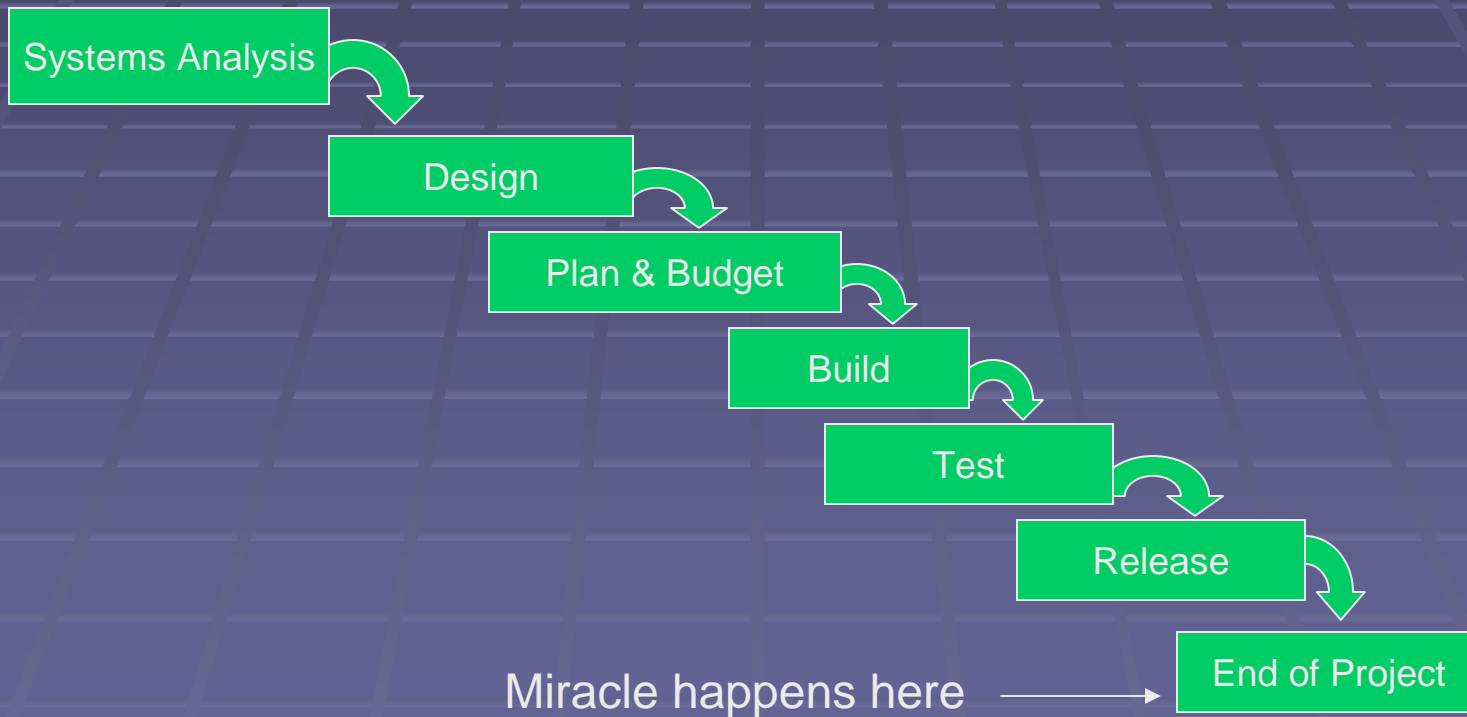 Systems Analysis
Design
Plan & Budget
Build
Test
Release
End of Project
Miracle happens here